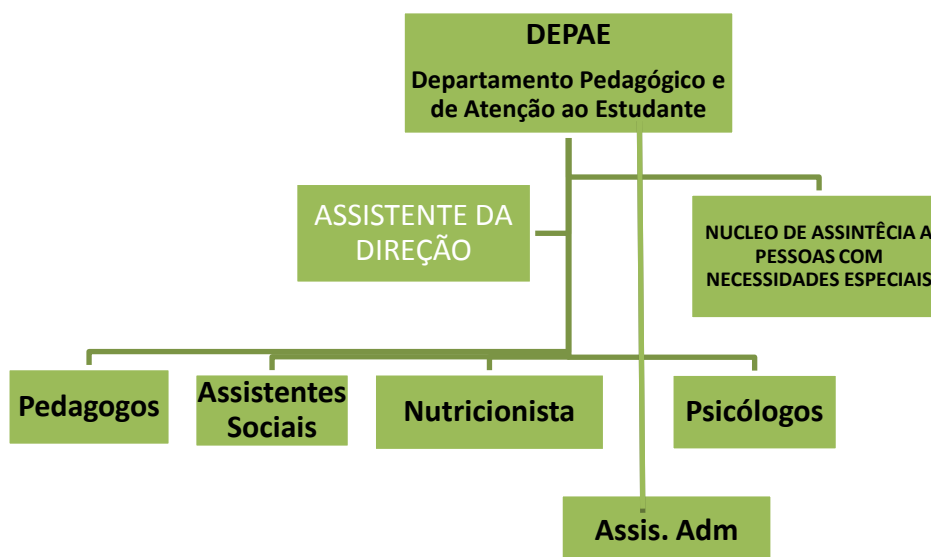 DEPAE
Departamento Pedagógico e
de Atenção ao Estudante
ASSISTENTE DA
DIREÇÃO
NUCLEO DE ASSINTÊCIA A
PESSOAS COM
NECESSIDADES ESPECIAIS
Pedagogos
Assistentes
Sociais
Nutricionista
Psicólogos
Assis. Adm